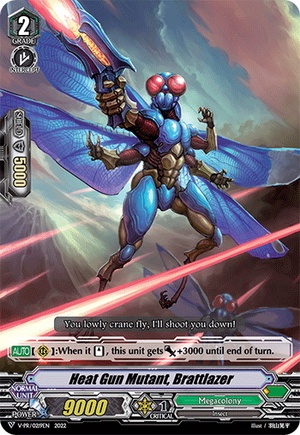 2
GRADE
INTERCEPT
5000
You lowly crane fly, I'll shoot you down!
AUTO [ ]:When it [ ], this unit gets +3000 until end of turn.
Heat Gun Mutant, Brattlazer
NORMAL UNIT
POWER 9000 1 CRITICAL
Megacolony
Insect
V-PR/0219EN 2022
Illust /